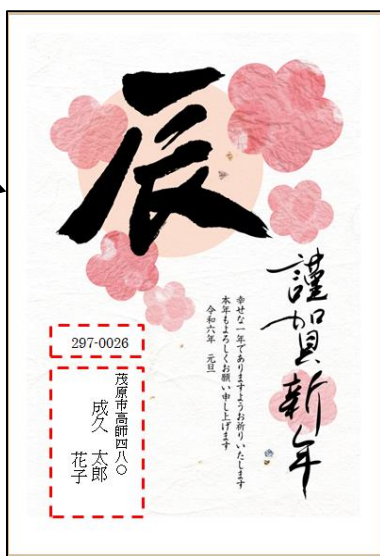 辰
謹賀新年
幸せな一年でありますようお祈りいたします
本年もよろしくお願い申し上げます
令和六年 元旦
297-0026
茂原市高師四八〇
成久 太郎
花子